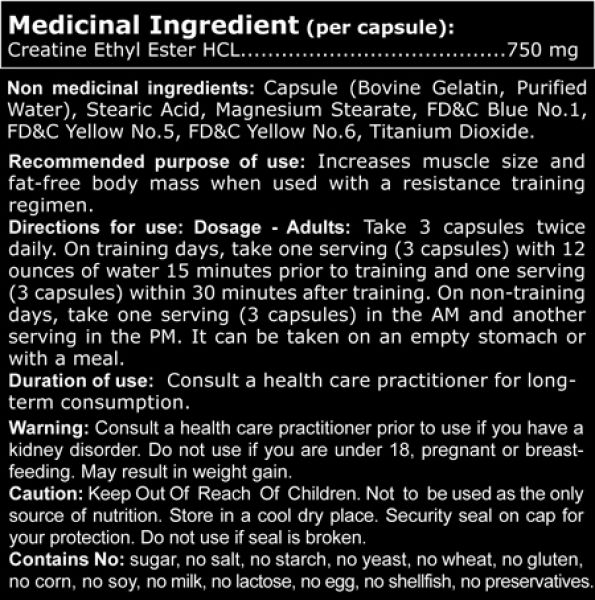 Medicinal Ingredient (per capsule):
Creatine Ethyl Ester HCL.......................................750 mg
Non medicinal ingredients: Capsule (Bovine Gelatin, Purified
Water), Stearic Acid, Magnesium Stearate, FD&C Blue No.1,
FD&C Yellow No.5, FD&C Yellow No.6, Titanium Dioxide.
Recommended purpose of use: Increases muscle size and
fat-free body mass when used with a resistance training
regimen.
Directions for use: Dosage - Adults: Take 3 capsules twice
daily. On training days, take one serving (3 capsules) with 12
ounces of water 15 minutes prior to training and one serving
(3 capsules) within 30 minutes after training. On non-training
days, take one serving (3 capsules) in the AM and another
serving in the PM. It can be taken on an empty stomach or
with a meal.
Duration of use: Consult a health care practitioner for long-
term consumption.
Warning: Consult a health care practitioner prior to use if you have a
kidney disorder. Do not use if you are under 18, pregnant or breast-
feeding. May result in weight gain.
Caution: Keep Out Of Reach Of Children. Not to be used as the only
source of nutrition. Store in a cool dry place. Security seal on cap for
your protection. Do not use if seal is broken.
Contains No: sugar, no salt, no starch, no yeast, no wheat, no gluten,
no corn, no soy, no milk, no lactose, no egg, no shellfish, no preservatives.